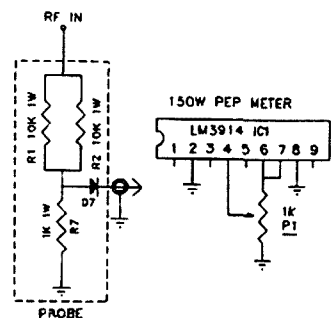 RF IN
R1 10K 1W
R2 10K 1W
D7
1K 1W
R7
PROBE
150W PEP METER
LM3914 IC1
1 2 3 4 5 6 7 8 9
1K
P1